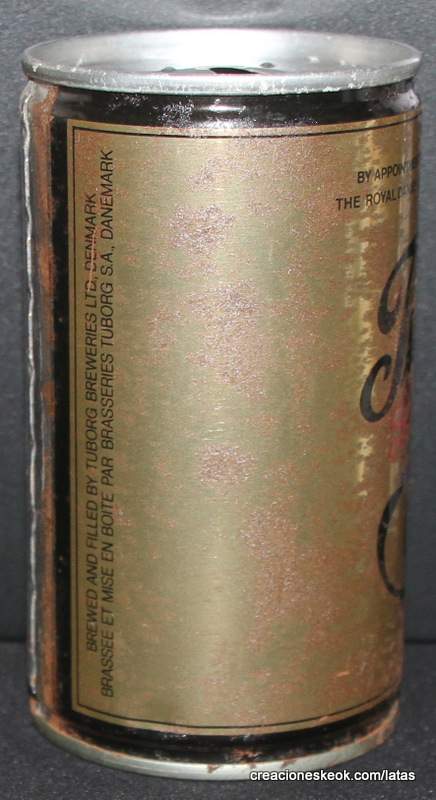 BREWED AND FILLED BY TUBORG BREWERIES LTD, DENMARK
BRASSEE ET MISE EN BOITE PAR BRASSERIES TUBORG S.A., DANEMARK
BY APPOINT
THE ROYAL DAN
creacioneskeok.com/latas